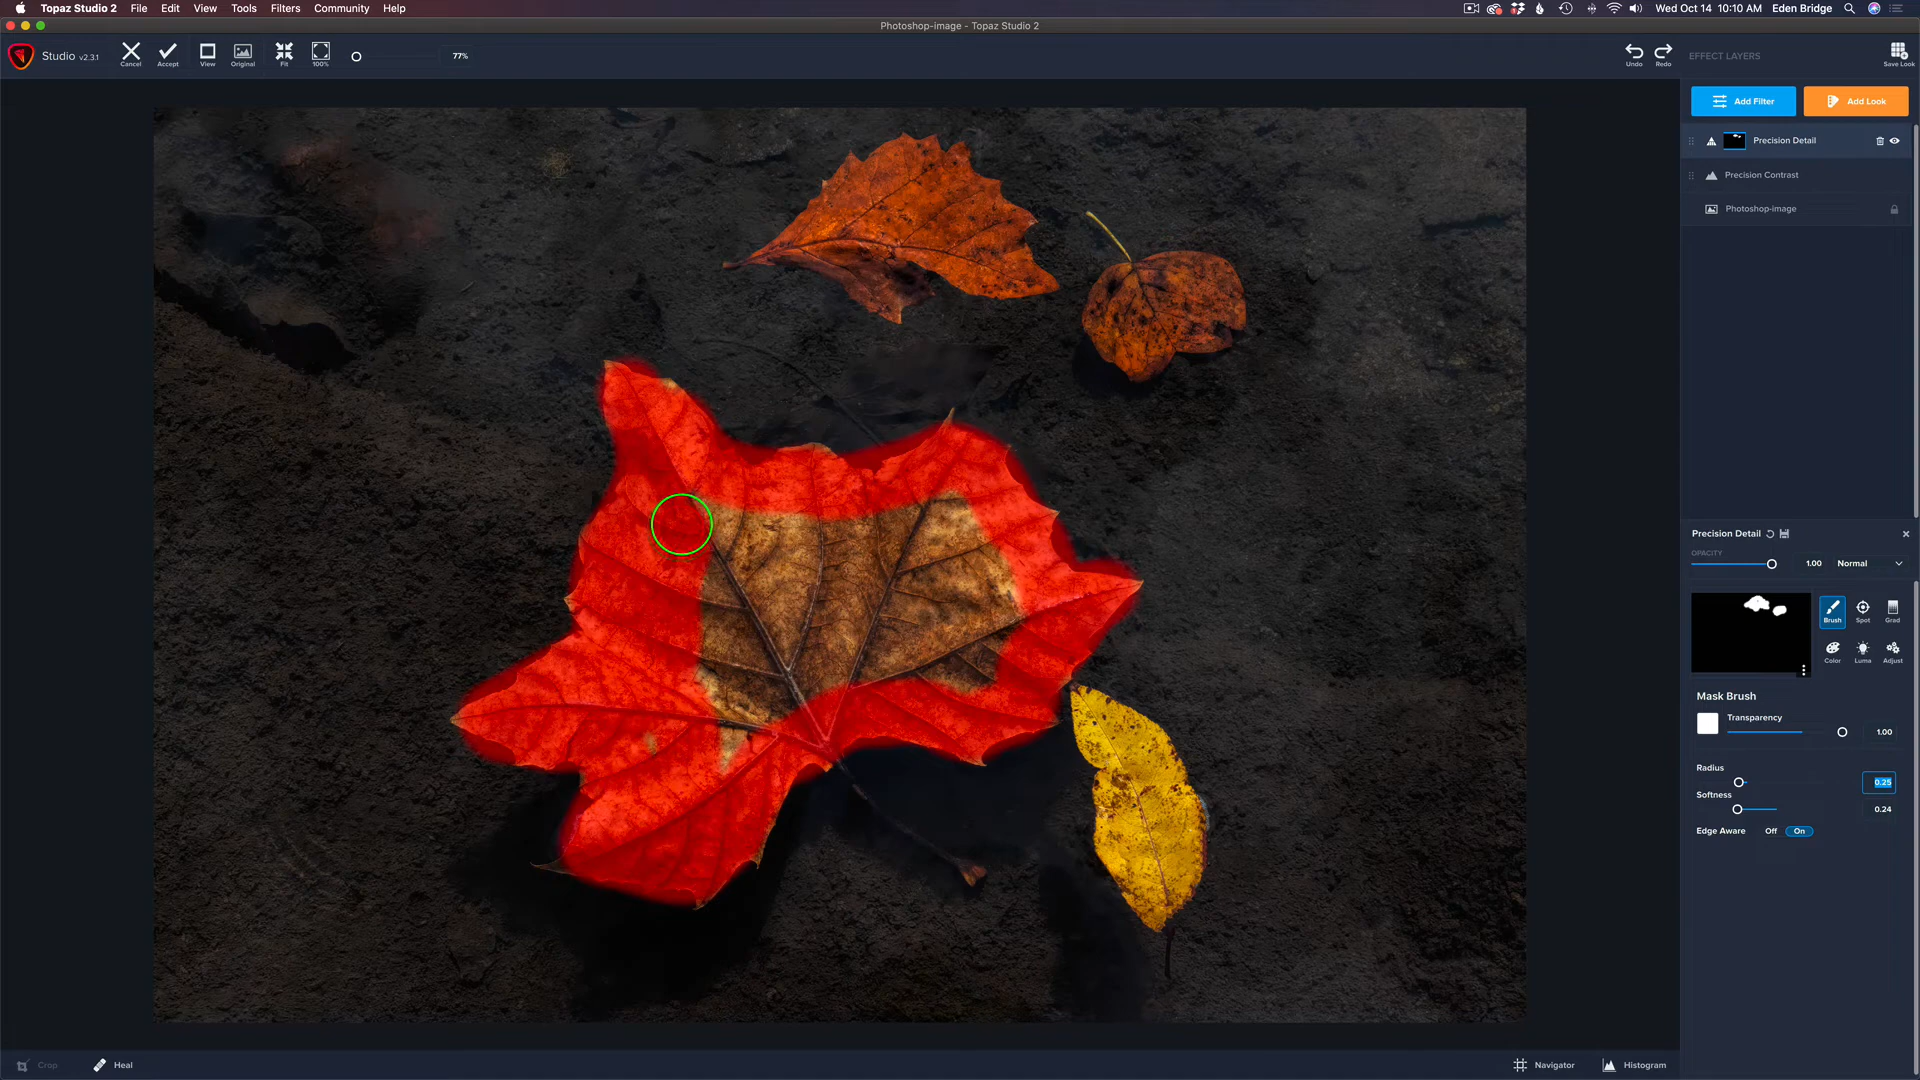 Topaz Studio 2 File Edit View Tools Filters Community Help
Wed Oct 14 10:10 AM Eden Bridge
Photoshop-image - Topaz Studio 2
Studio v2.3.1
Cancel Accept View Original Fit 100% 77%
Undo Redo EFFECT LAYERS Save Look
Add Filter Add Look
Precision Detail
Precision Contrast
Photoshop-image
Precision Detail
OPACITY
1.00 Normal
Brush Spot Grad
Color Luma Adjust
Mask Brush
Transparency
1.00
Radius
0.25
Softness
0.24
Edge Aware Off On
Crop Heal Navigator Histogram